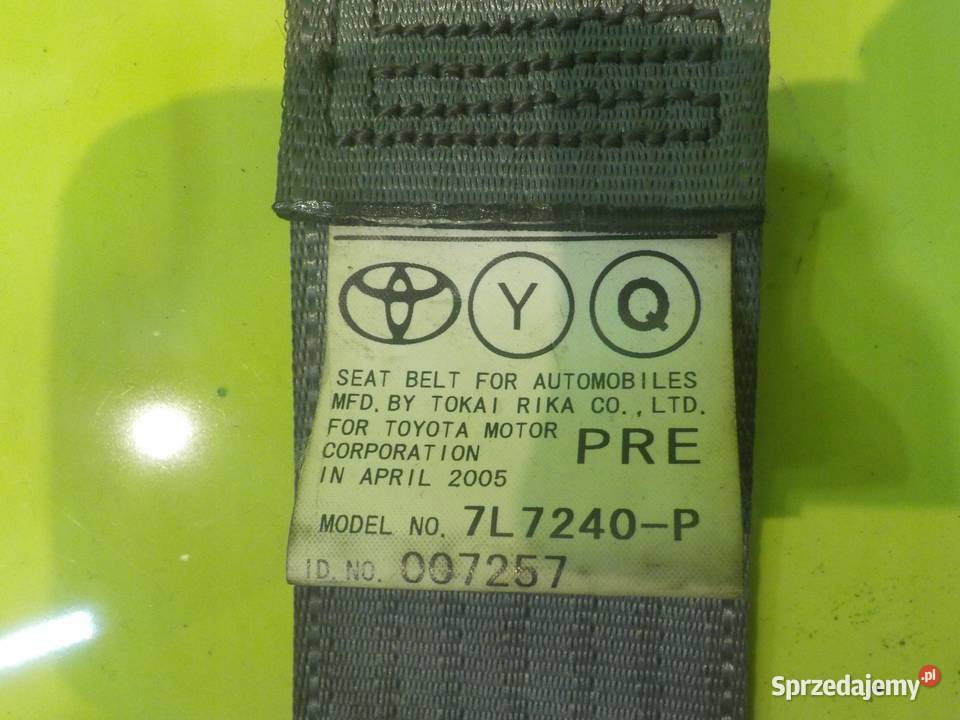 Y Q
SEAT BELT FOR AUTOMOBILES
MFD. BY TOKAI RIKA CO., LTD.
FOR TOYOTA MOTOR
CORPORATION PRE
IN APRIL 2005
MODEL NO. 7L7240-P
ID. NO. 007257
Sprzedajemy.pl